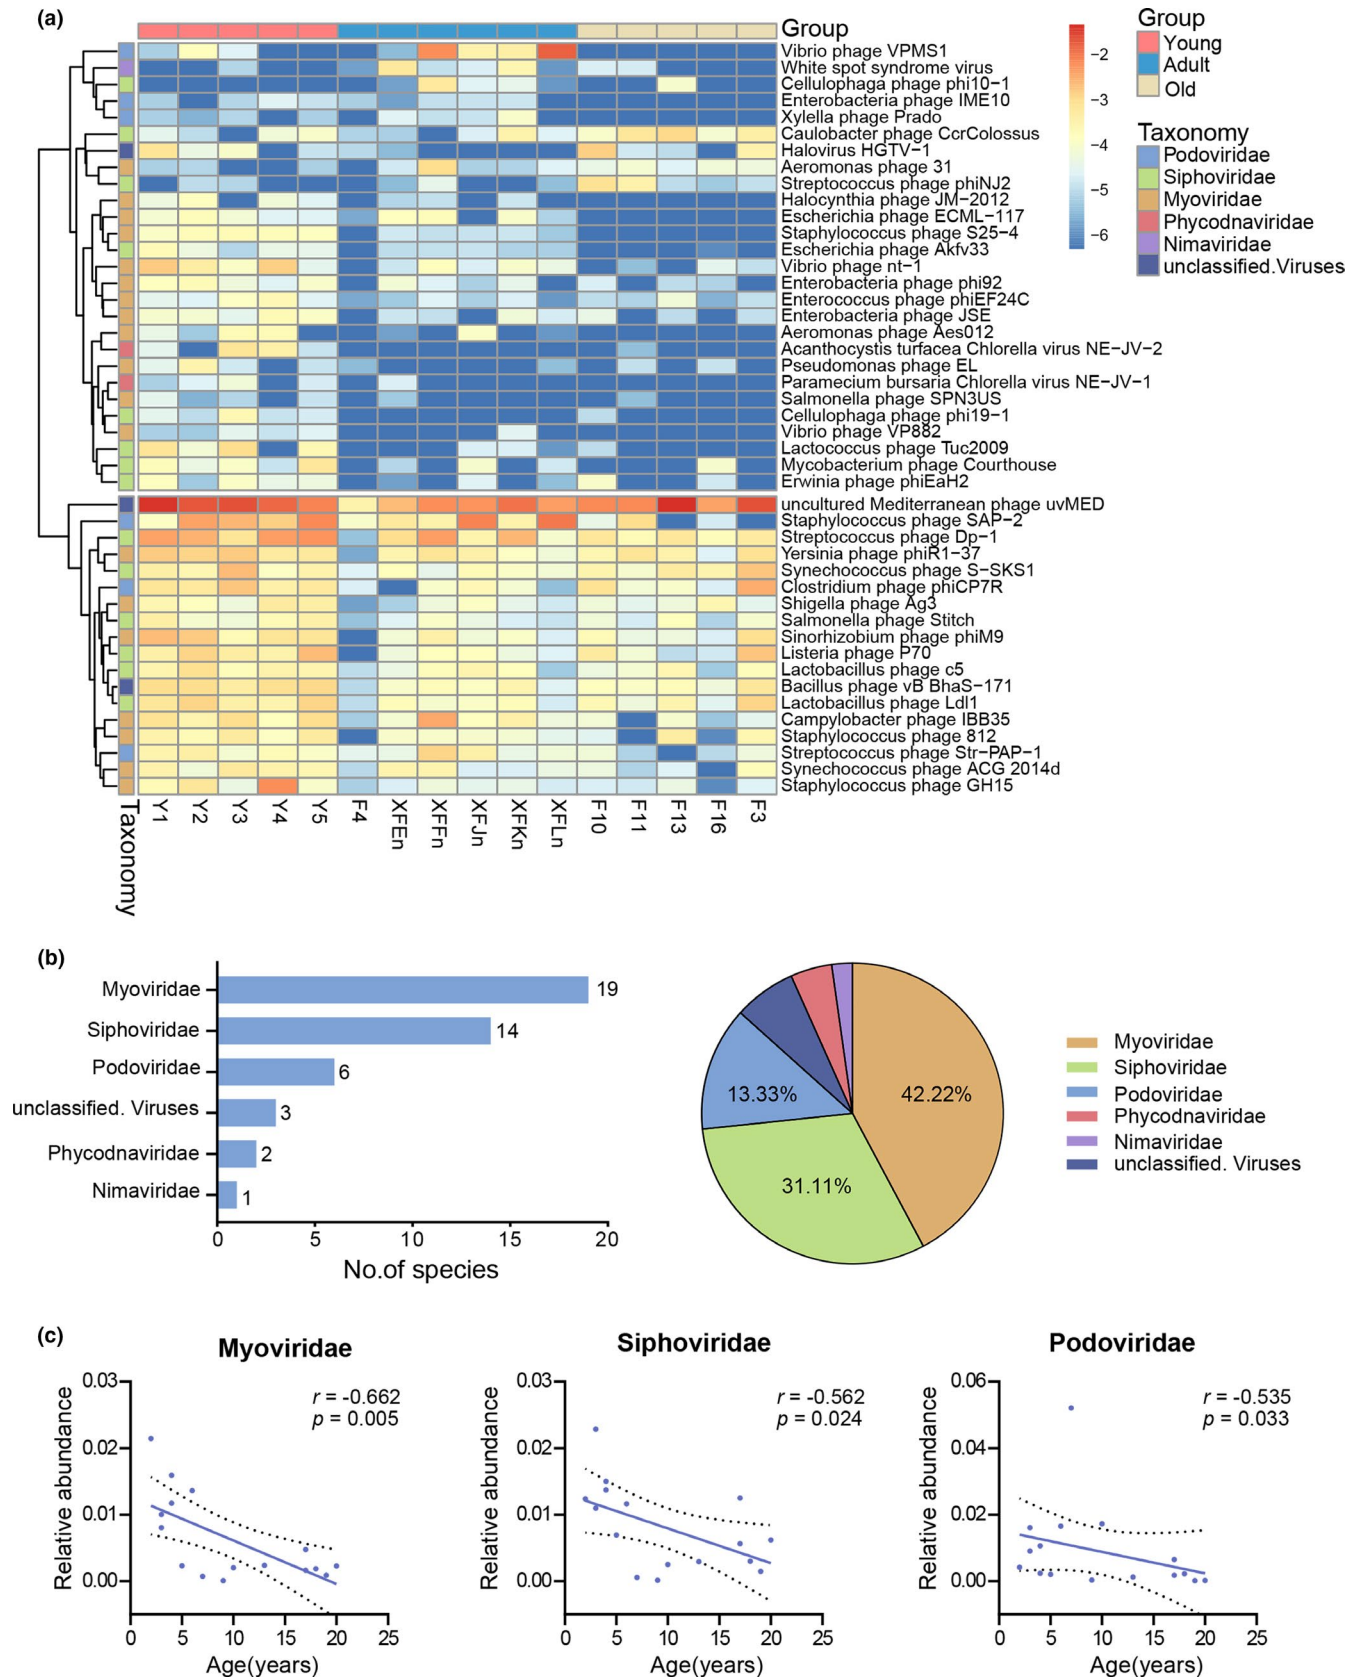 (a)
Group
Vibrio phage VPMS1
White spot syndrome virus
Cellulophaga phage phi10−1
Enterobacteria phage IME10
Xylella phage Prado
Caulobacter phage CcrColossus
Halovirus HGTV−1
Aeromonas phage 31
Streptococcus phage phiNJ2
Halocynthia phage JM−2012
Escherichia phage ECML−117
Staphylococcus phage S25−4
Escherichia phage Akfv33
Vibrio phage nt−1
Enterobacteria phage phi92
Enterococcus phage phiEF24C
Enterobacteria phage JSE
Aeromonas phage Aes012
Acanthocystis turfacea Chlorella virus NE−JV−2
Pseudomonas phage EL
Paramecium bursaria Chlorella virus NE−JV−1
Salmonella phage SPN3US
Cellulophaga phage phi19−1
Vibrio phage VP882
Lactococcus phage Tuc2009
Mycobacterium phage Courthouse
Erwinia phage phiEaH2
uncultured Mediterranean phage uvMED
Staphylococcus phage SAP−2
Streptococcus phage Dp−1
Yersinia phage phiR1−37
Synechococcus phage S−SKS1
Clostridium phage phiCP7R
Shigella phage Ag3
Salmonella phage Stitch
Sinorhizobium phage phiM9
Listeria phage P70
Lactobacillus phage c5
Bacillus phage vB BhaS−171
Lactobacillus phage Ldl1
Campylobacter phage IBB35
Staphylococcus phage 812
Streptococcus phage Str−PAP−1
Synechococcus phage ACG 2014d
Staphylococcus phage GH15
−2
−3
−4
−5
−6
Group
Young
Adult
Old
Taxonomy
Podoviridae
Siphoviridae
Myoviridae
Phycodnaviridae
Nimaviridae
unclassified.Viruses
Taxonomy
Y1 Y2 Y3 Y4 Y5 F4 XFEn XFFn XFJn XFKn XFLn F10 F11 F13 F16 F3
(b)
Myoviridae 19
Siphoviridae 14
Podoviridae 6
unclassified. Viruses 3
Phycodnaviridae 2
Nimaviridae 1
0 5 10 15 20
No.of species
42.22%
31.11%
13.33%
Myoviridae
Siphoviridae
Podoviridae
Phycodnaviridae
Nimaviridae
unclassified. Viruses
(c)
Myoviridae
r = -0.662
p = 0.005
Relative abundance
0.03
0.02
0.01
0.00
0 5 10 15 20 25
Age(years)
Siphoviridae
r = -0.562
p = 0.024
Relative abundance
0.03
0.02
0.01
0.00
0 5 10 15 20 25
Age(years)
Podoviridae
r = -0.535
p = 0.033
Relative abundance
0.06
0.04
0.02
0.00
0 5 10 15 20 25
Age(years)